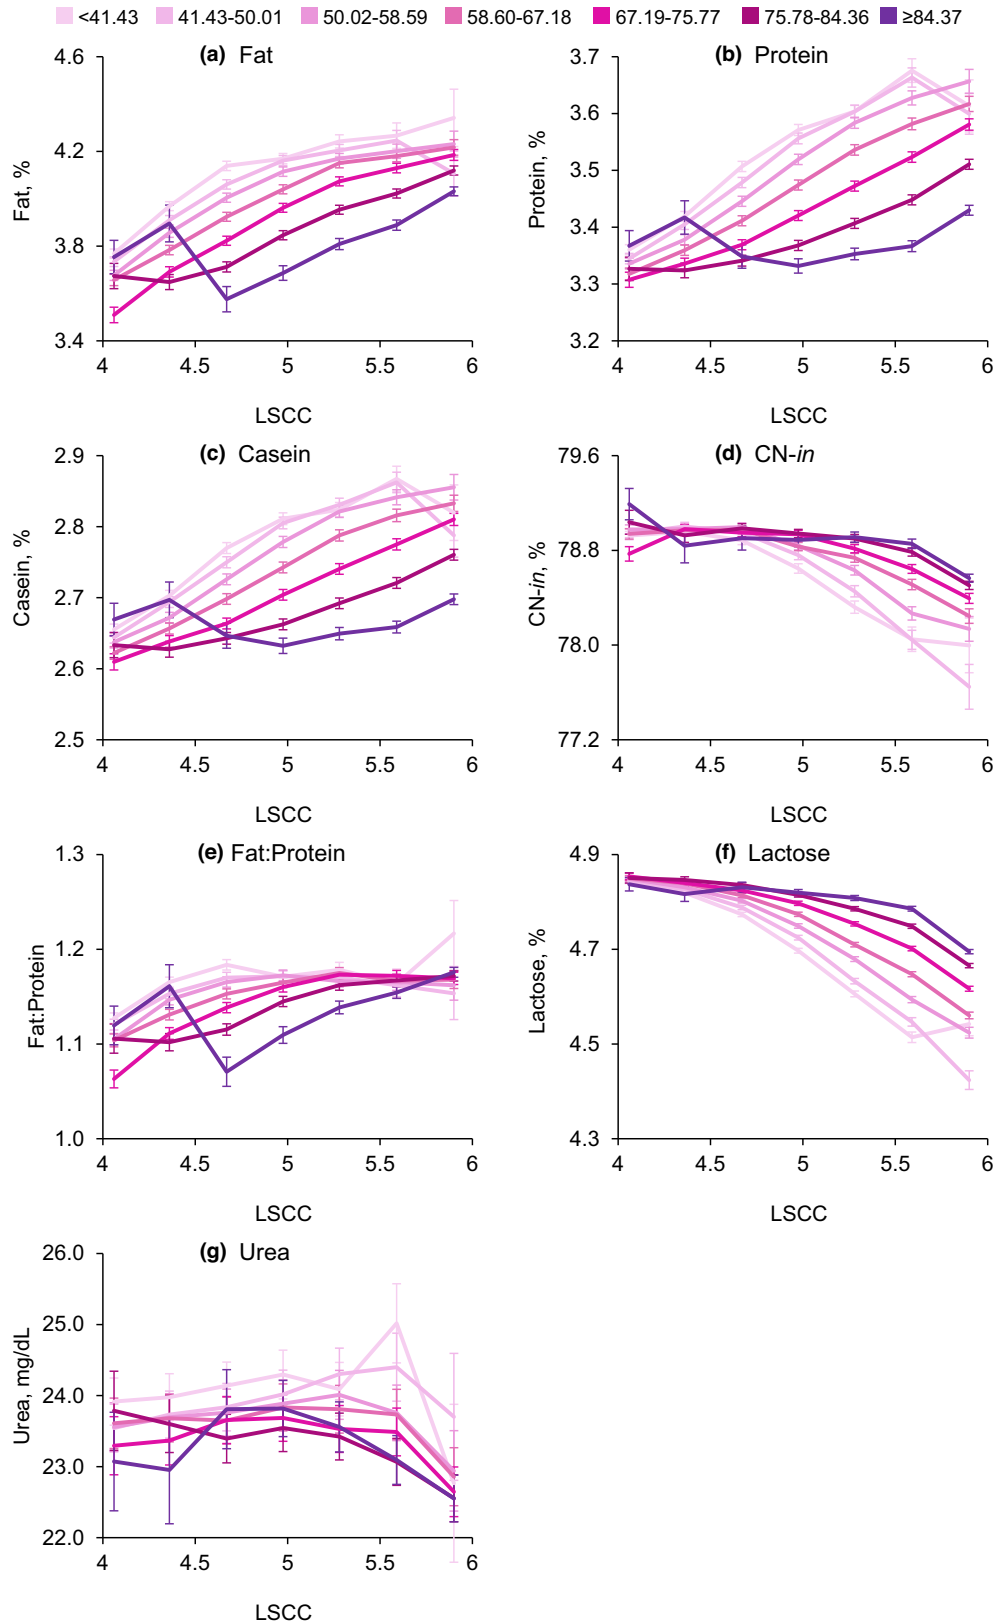 <41.43 41.43-50.01 50.02-58.59 58.60-67.18 67.19-75.77 75.78-84.36 ≥84.37
(a) Fat
4.6
4.2
3.8
3.4
Fat, %
4 4.5 5 5.5 6
LSCC
(b) Protein
3.7
3.6
3.5
3.4
3.3
3.2
Protein, %
4 4.5 5 5.5 6
LSCC
(c) Casein
2.9
2.8
2.7
2.6
2.5
Casein, %
4 4.5 5 5.5 6
LSCC
(d) CN-in
79.6
78.8
78.0
77.2
CN-in, %
4 4.5 5 5.5 6
LSCC
(e) Fat:Protein
1.3
1.2
1.1
1.0
Fat:Protein
4 4.5 5 5.5 6
LSCC
(f) Lactose
4.9
4.7
4.5
4.3
Lactose, %
4 4.5 5 5.5 6
LSCC
(g) Urea
26.0
25.0
24.0
23.0
22.0
Urea, mg/dL
4 4.5 5 5.5 6
LSCC